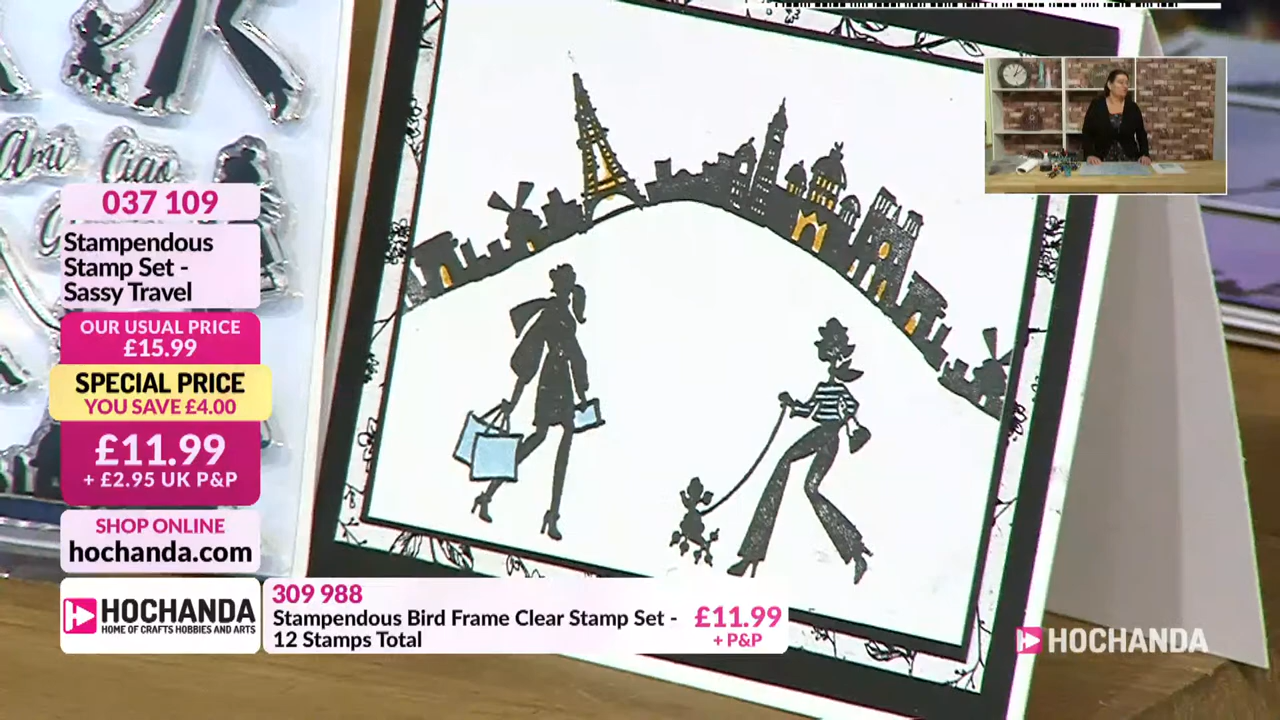 Ami
Ciao
037 109
Stampendous
Stamp Set -
Sassy Travel
OUR USUAL PRICE
£15.99
SPECIAL PRICE
YOU SAVE £4.00
£11.99
+ £2.95 UK P&P
SHOP ONLINE
hochanda.com
HOCHANDA
HOME OF CRAFTS HOBBIES AND ARTS
309 988
Stampendous Bird Frame Clear Stamp Set -
12 Stamps Total
£11.99
+ P&P
HOCHANDA